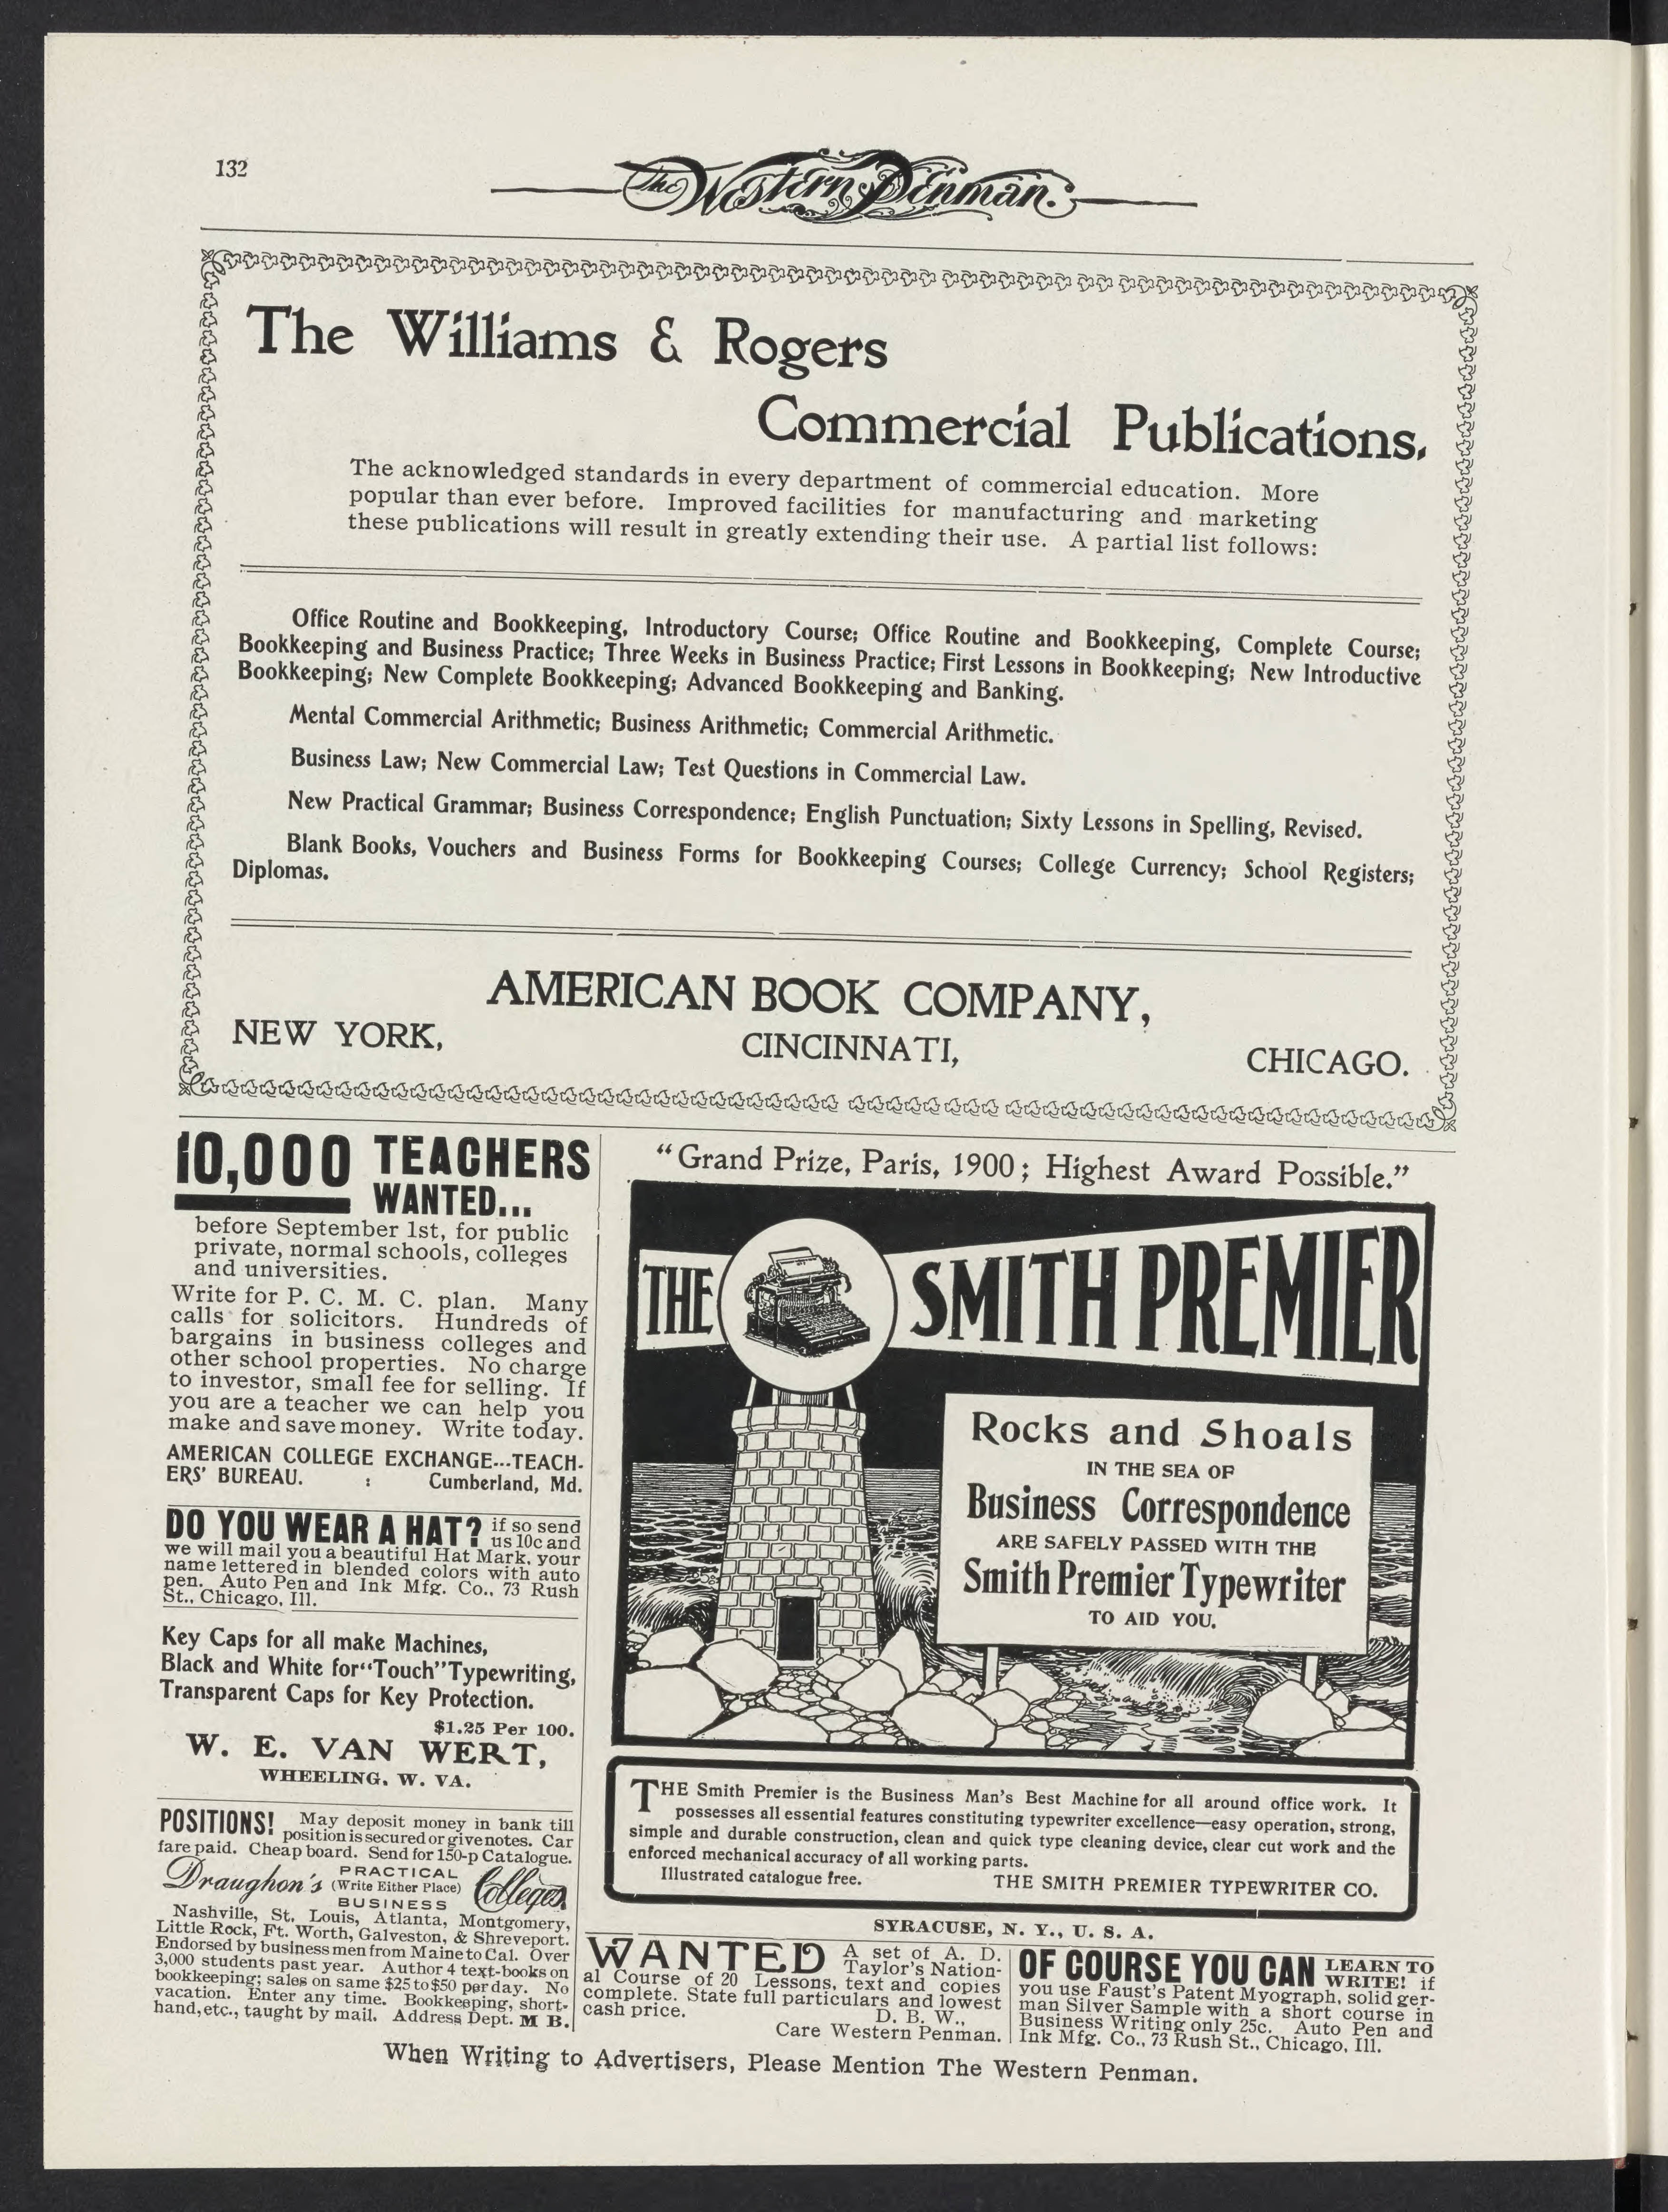 132
The Western Penman.
The Williams & Rogers
Commercial Publications.
The acknowledged standards in every department of commercial education. More
popular than ever before. Improved facilities for manufacturing and marketing
these publications will result in greatly extending their use. A partial list follows:
Office Routine and Bookkeeping, Introductory Course; Office Routine and Bookkeeping, Complete Course;
Bookkeeping and Business Practice; Three Weeks in Business Practice; First Lessons in Bookkeeping; New Introductive
Bookkeeping; New Complete Bookkeeping; Advanced Bookkeeping and Banking.
Mental Commercial Arithmetic; Business Arithmetic; Commercial Arithmetic.
Business Law; New Commercial Law; Test Questions in Commercial Law.
New Practical Grammar; Business Correspondence; English Punctuation; Sixty Lessons in Spelling, Revised.
Blank Books, Vouchers and Business Forms for Bookkeeping Courses; College Currency; School Registers;
Diplomas.
AMERICAN BOOK COMPANY,
NEW YORK, CINCINNATI, CHICAGO.
10,000 TEACHERS
WANTED...
before September 1st, for public
private, normal schools, colleges
and universities.
Write for P. C. M. C. plan. Many
calls for solicitors. Hundreds of
bargains in business colleges and
other school properties. No charge
to investor, small fee for selling. If
you are a teacher we can help you
make and save money. Write today.
AMERICAN COLLEGE EXCHANGE...TEACH-
ERS' BUREAU. : Cumberland, Md.
DO YOU WEAR A HAT? if so send
us 10c and
we will mail you a beautiful Hat Mark, your
name lettered in blended colors with auto
pen. Auto Pen and Ink Mfg. Co., 73 Rush
St., Chicago, Ill.
Key Caps for all make Machines,
Black and White for "Touch" Typewriting,
Transparent Caps for Key Protection.
$1.25 Per 100.
W. E. VAN WERT,
WHEELING, W. VA.
POSITIONS! May deposit money in bank till
position is secured or give notes. Car
fare paid. Cheap board. Send for 150-p Catalogue.
PRACTICAL
Draughon's (Write Either Place) Colleges,
BUSINESS
Nashville, St. Louis, Atlanta, Montgomery,
Little Rock, Ft. Worth, Galveston, & Shreveport.
Endorsed by business men from Maine to Cal. Over
3,000 students past year. Author 4 text-books on
bookkeeping; sales on same $25 to $50 per day. No
vacation. Enter any time. Bookkeeping, short-
hand, etc., taught by mail. Address Dept. M B.
"Grand Prize, Paris, 1900; Highest Award Possible."
THE SMITH PREMIER
Rocks and Shoals
IN THE SEA OF
Business Correspondence
ARE SAFELY PASSED WITH THE
Smith Premier Typewriter
TO AID YOU.
THE Smith Premier is the Business Man's Best Machine for all around office work. It
possesses all essential features constituting typewriter excellence—easy operation, strong,
simple and durable construction, clean and quick type cleaning device, clear cut work and the
enforced mechanical accuracy of all working parts.
Illustrated catalogue free. THE SMITH PREMIER TYPEWRITER CO.
SYRACUSE, N. Y., U. S. A.
WANTED A set of A. D.
Taylor's Nation-
al Course of 20 Lessons, text and copies
complete. State full particulars and lowest
cash price. D. B. W.,
Care Western Penman.
OF COURSE YOU CAN LEARN TO
WRITE! if
you use Faust's Patent Myograph, solid ger-
man Silver Sample with a short course in
Business Writing only 25c. Auto Pen and
Ink Mfg. Co., 73 Rush St., Chicago, Ill.
When Writing to Advertisers, Please Mention The Western Penman.